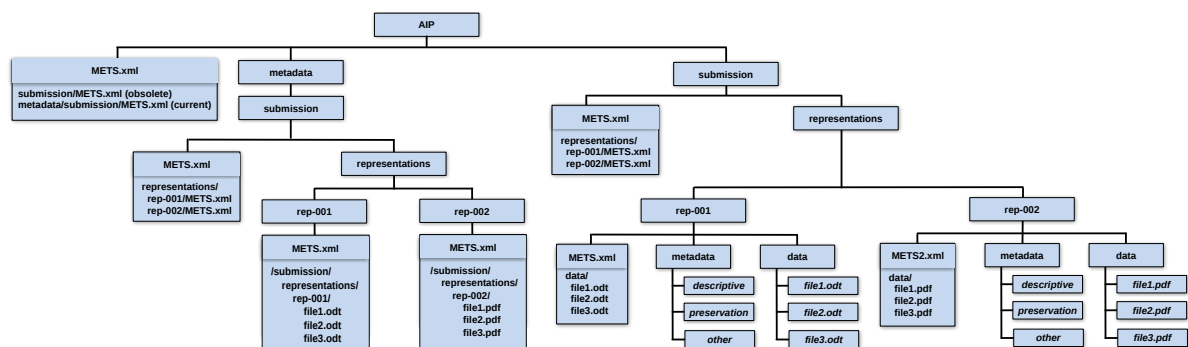 AIP
METS.xml
submission/METS.xml (obsolete)
metadata/submission/METS.xml (current)
metadata
submission
METS.xml
representations/
rep-001/METS.xml
rep-002/METS.xml
representations
rep-001
METS.xml
/submission/
representations/
rep-001/
file1.odt
file2.odt
file3.odt
rep-002
METS.xml
/submission/
representations/
rep-002/
file1.pdf
file2.pdf
file3.pdf
submission
METS.xml
representations/
rep-001/METS.xml
rep-002/METS.xml
representations
rep-001
METS.xml
data/
file1.odt
file2.odt
file3.odt
metadata
descriptive
preservation
other
data
file1.odt
file2.odt
file3.odt
rep-002
METS2.xml
data/
file1.pdf
file2.pdf
file3.pdf
metadata
descriptive
preservation
other
data
file1.pdf
file2.pdf
file3.pdf